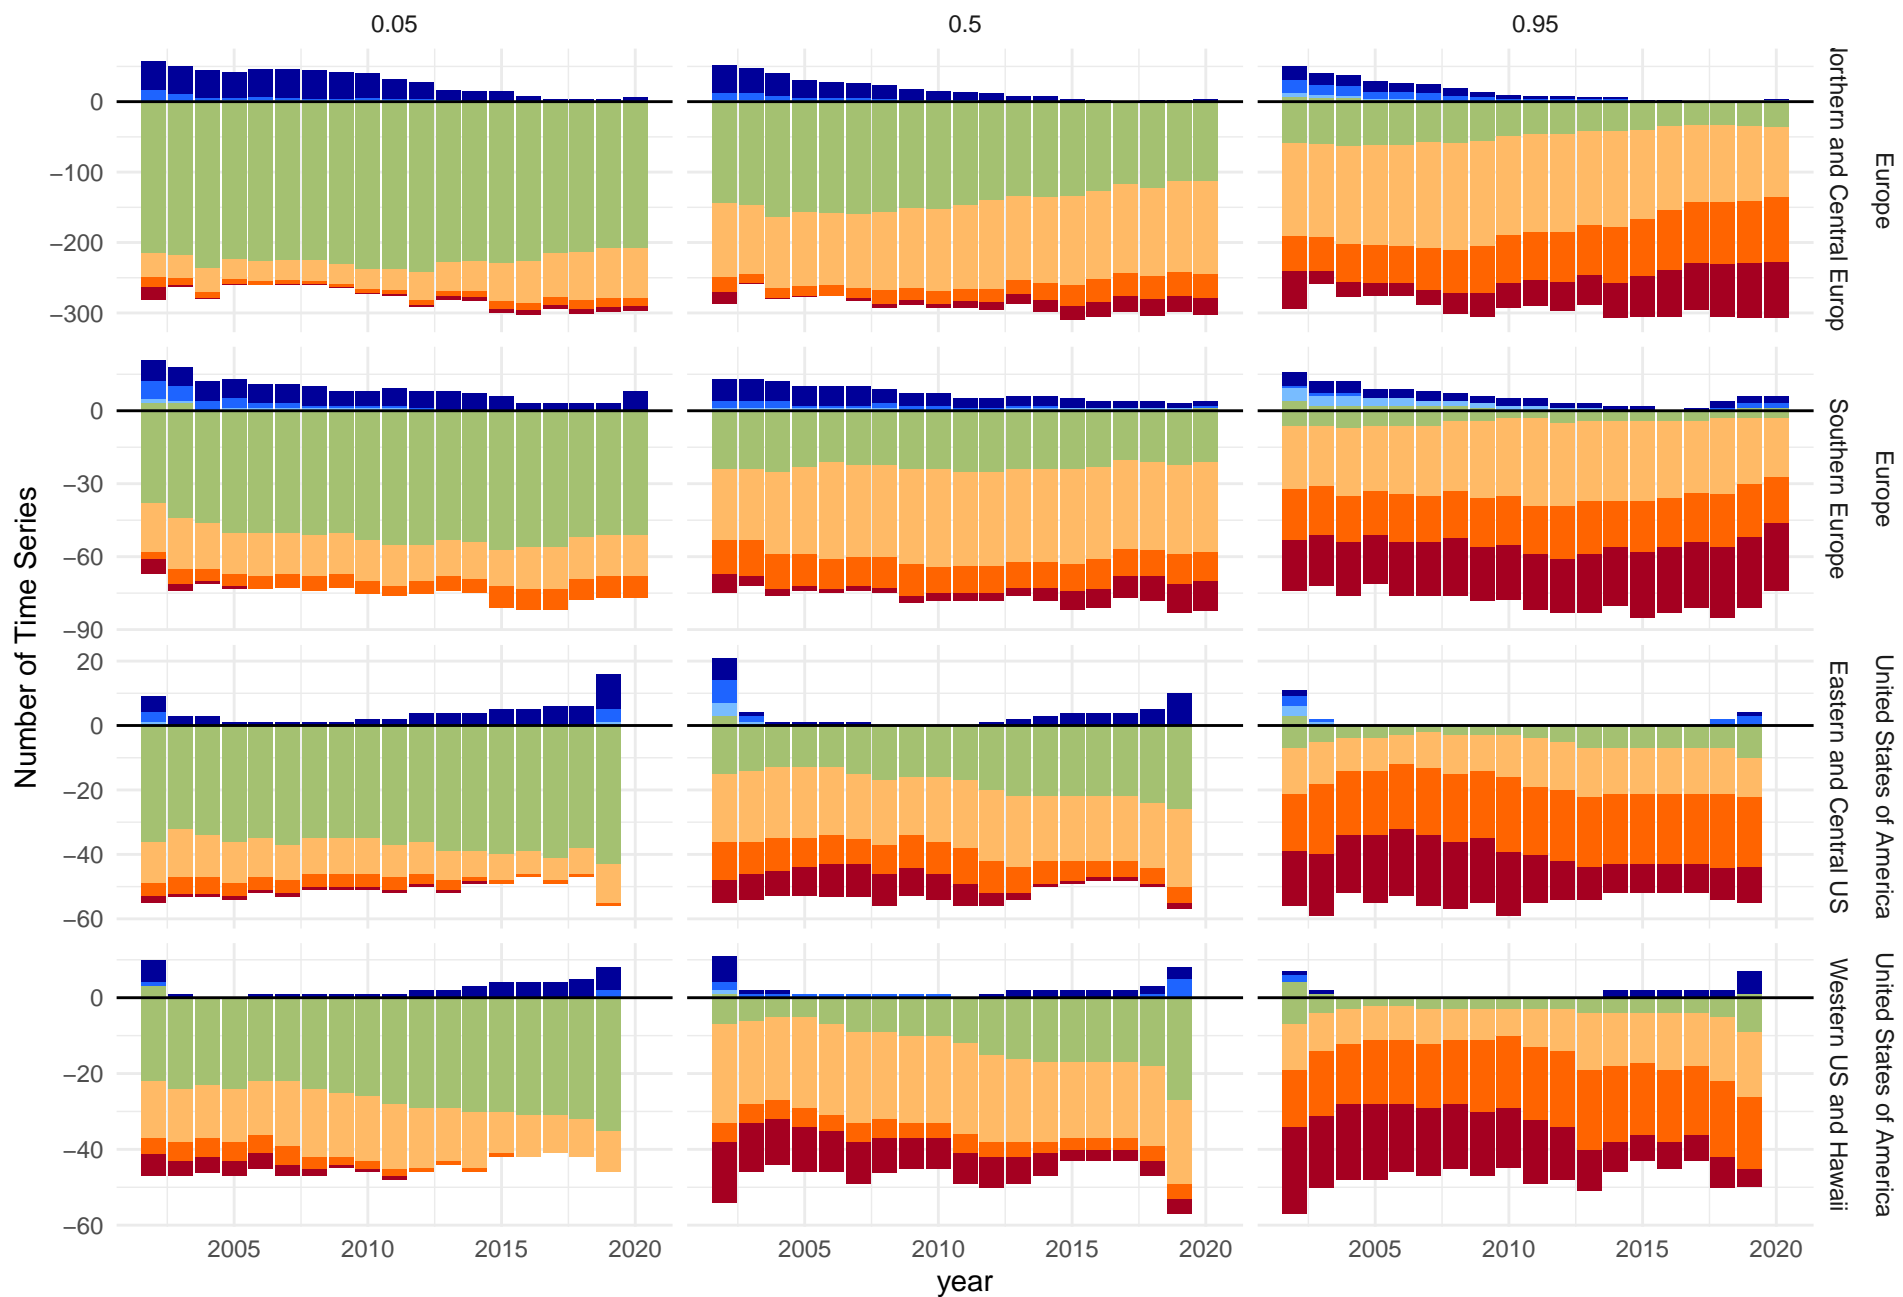 0.05 0.5 0.95
0
−100
−200
−300
orthern and Central Europ
Europe
0
−30
−60
−90
Southern Europe
Europe
20
0
−20
−40
−60
Eastern and Central US
United States of America
0
−20
−40
−60
Western US and Hawaii
United States of America
Number of Time Series
2005 2010 2015 2020 2005 2010 2015 2020 2005 2010 2015 2020
year